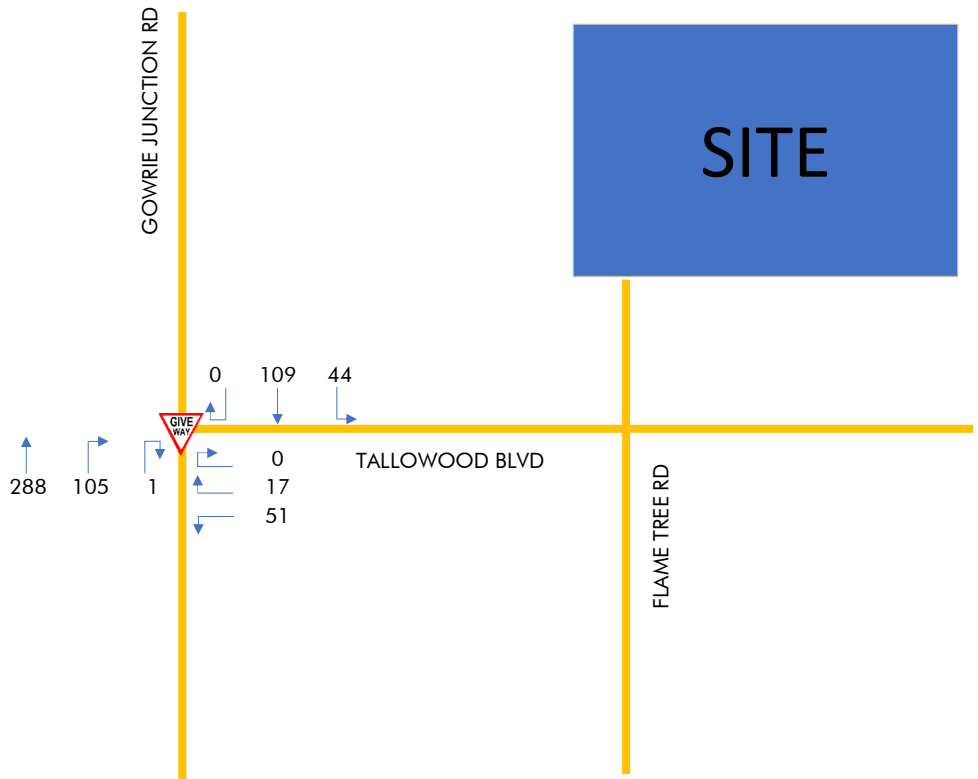 GOWRIE JUNCTION RD
SITE
0 109 44
GIVE
WAY
288 105 1
0
TALLOWOOD BLVD
17
51
FLAME TREE RD